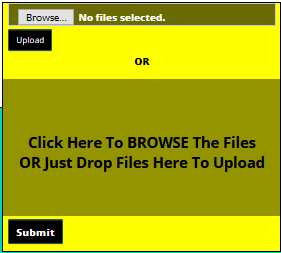 Browse... No files selected.
Upload
OR
Click Here To BROWSE The Files
OR Just Drop Files Here To Upload
Submit